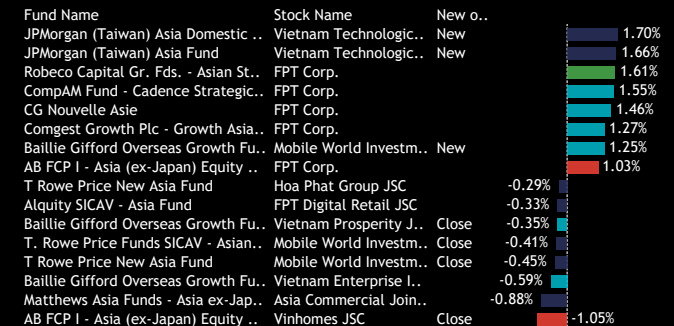 Fund Name Stock Name New o..
JPMorgan (Taiwan) Asia Domestic .. Vietnam Technologic.. New 1.70%
JPMorgan (Taiwan) Asia Fund Vietnam Technologic.. New 1.66%
Robeco Capital Gr. Fds. - Asian St.. FPT Corp. 1.61%
CompAM Fund - Cadence Strategic.. FPT Corp. 1.55%
CG Nouvelle Asie FPT Corp. 1.46%
Comgest Growth Plc - Growth Asia.. FPT Corp. 1.27%
Baillie Gifford Overseas Growth Fu.. Mobile World Investm.. New 1.25%
AB FCP I - Asia (ex-Japan) Equity .. FPT Corp. 1.03%
T Rowe Price New Asia Fund Hoa Phat Group JSC -0.29%
Alquity SICAV - Asia Fund FPT Digital Retail JSC -0.33%
Baillie Gifford Overseas Growth Fu.. Vietnam Prosperity J.. Close -0.35%
T. Rowe Price Funds SICAV - Asian.. Mobile World Investm.. Close -0.41%
T Rowe Price New Asia Fund Mobile World Investm.. Close -0.45%
Baillie Gifford Overseas Growth Fu.. Vietnam Enterprise I.. -0.59%
Matthews Asia Funds - Asia ex-Jap.. Asia Commercial Join.. -0.88%
AB FCP I - Asia (ex-Japan) Equity .. Vinhomes JSC Close -1.05%